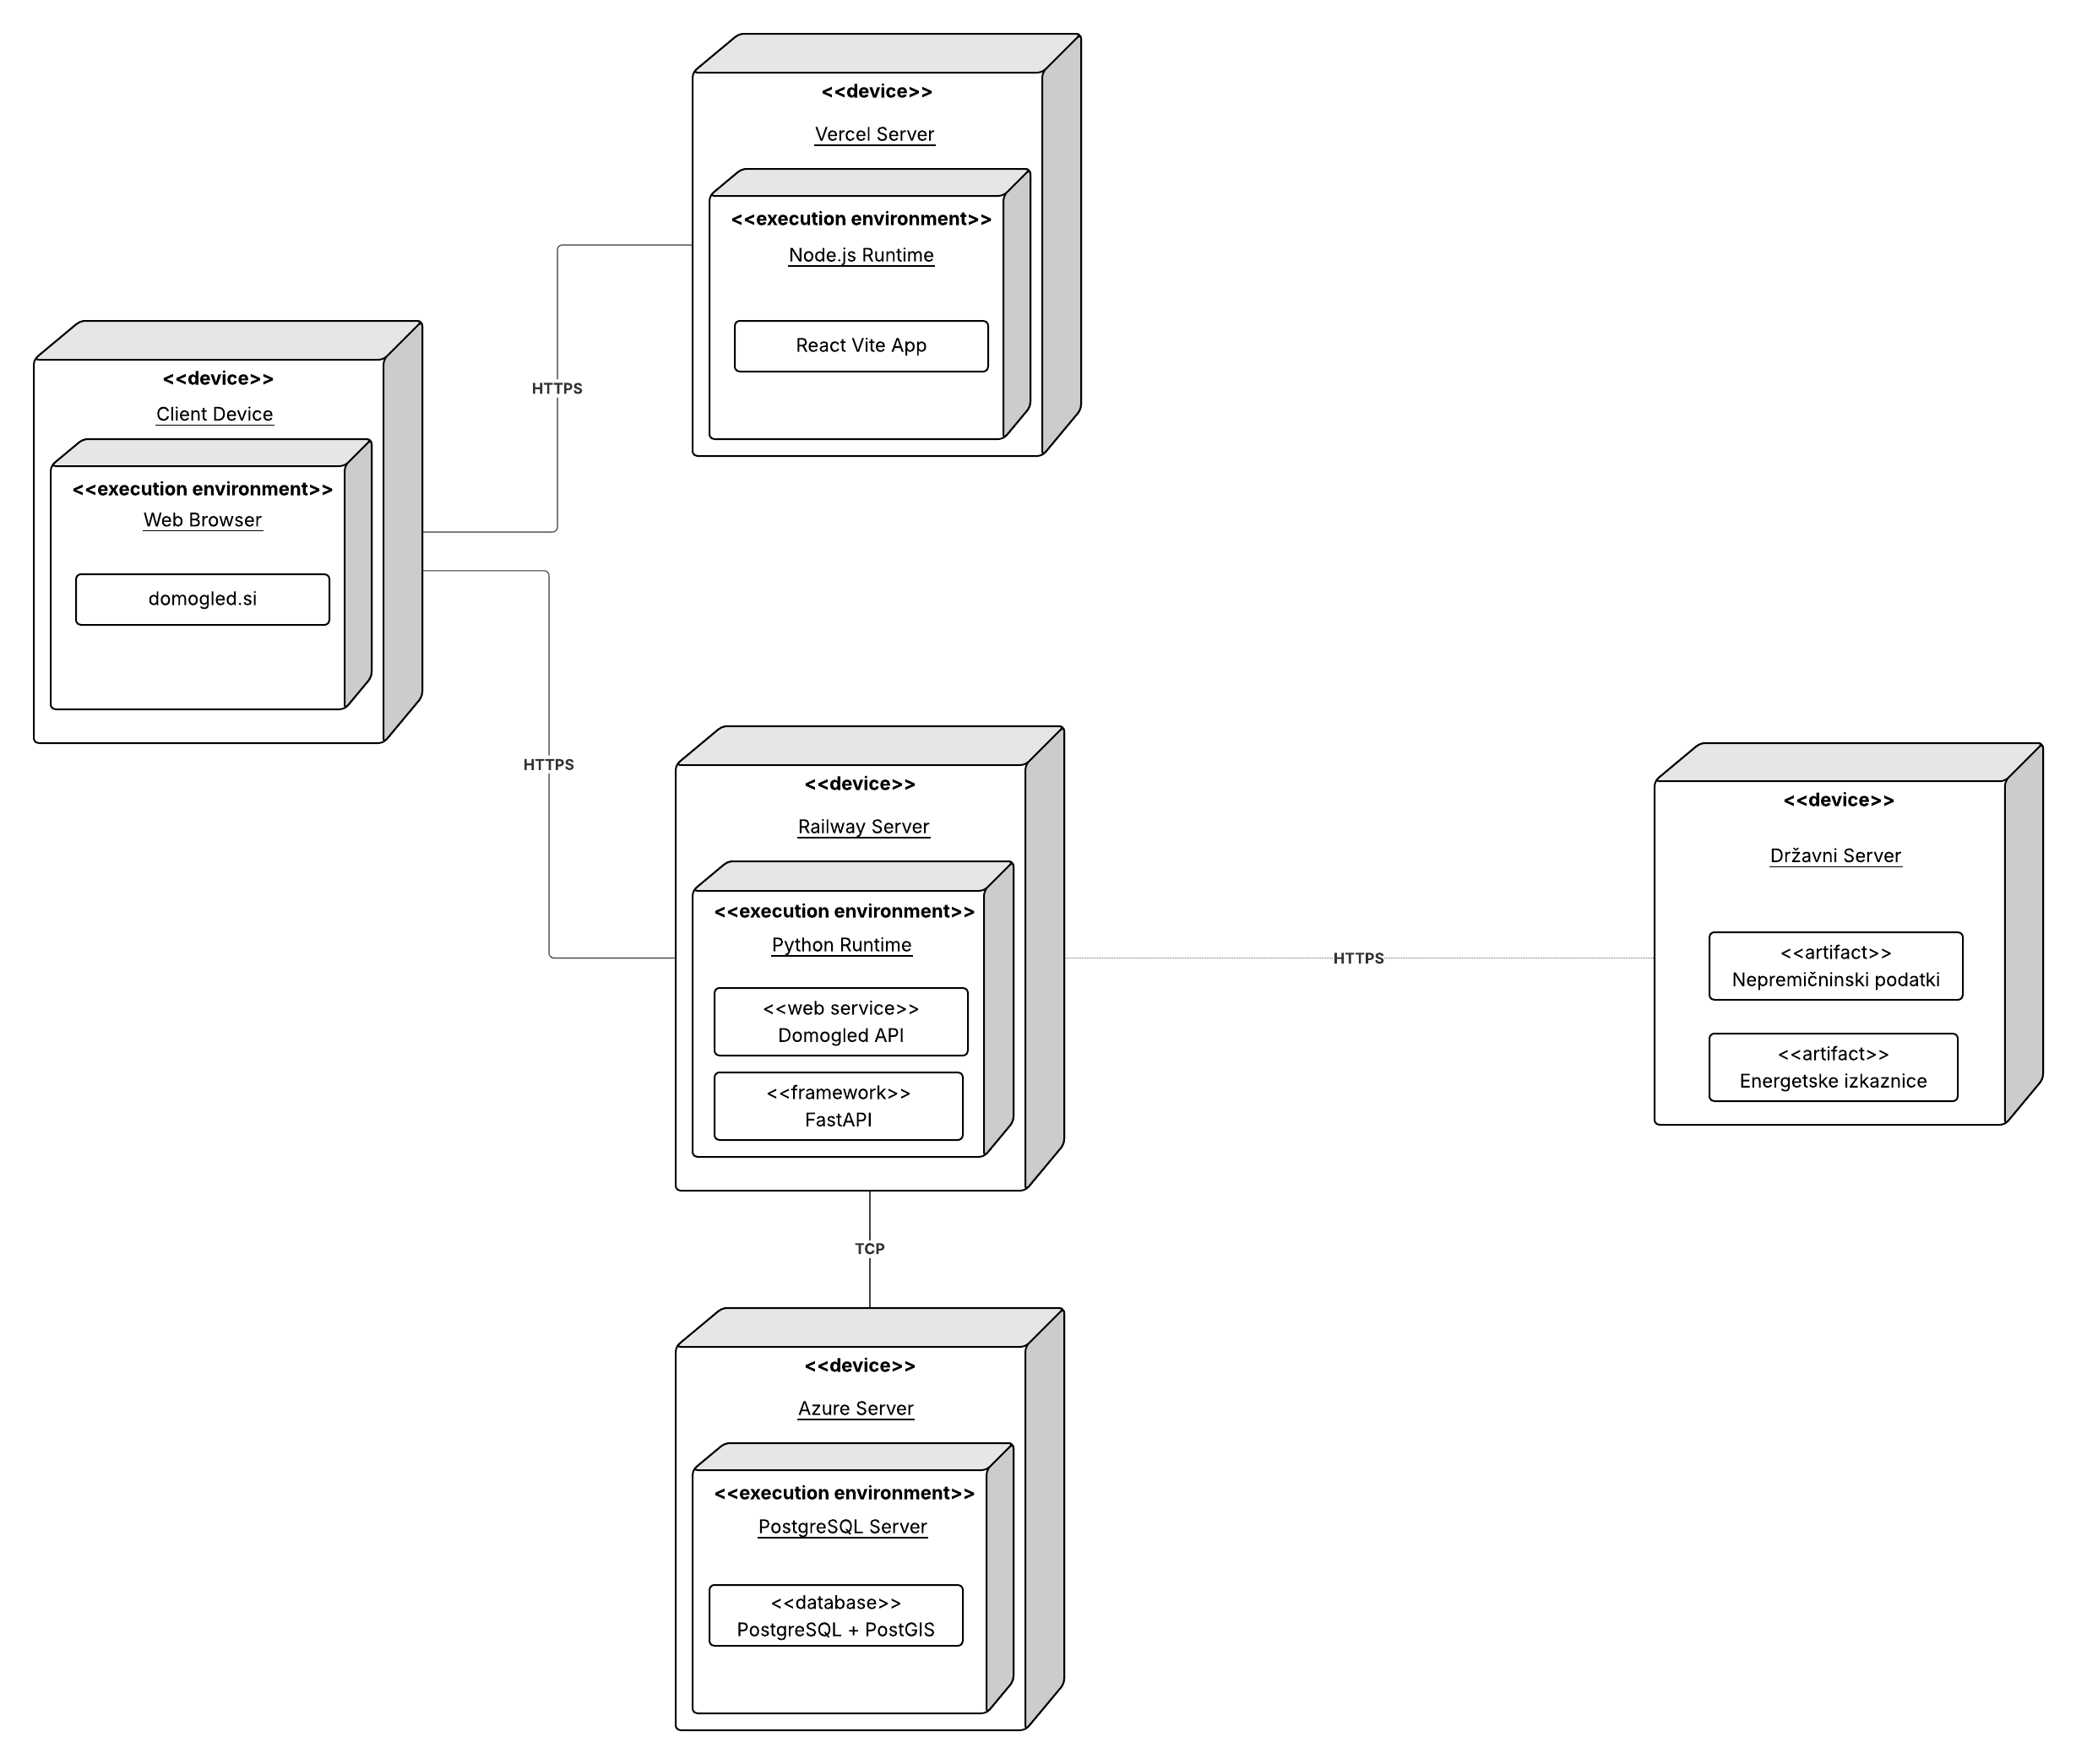 <<device>>
Vercel Server
<<execution environment>>
Node.js Runtime
React Vite App
HTTPS
<<device>>
Client Device
<<execution environment>>
Web Browser
domogled.si
HTTPS
<<device>>
Railway Server
<<execution environment>>
Python Runtime
<<web service>>
Domogled API
<<framework>>
FastAPI
HTTPS
<<device>>
Državni Server
<<artifact>>
Nepremičninski podatki
<<artifact>>
Energetske izkaznice
TCP
<<device>>
Azure Server
<<execution environment>>
PostgreSQL Server
<<database>>
PostgreSQL + PostGIS